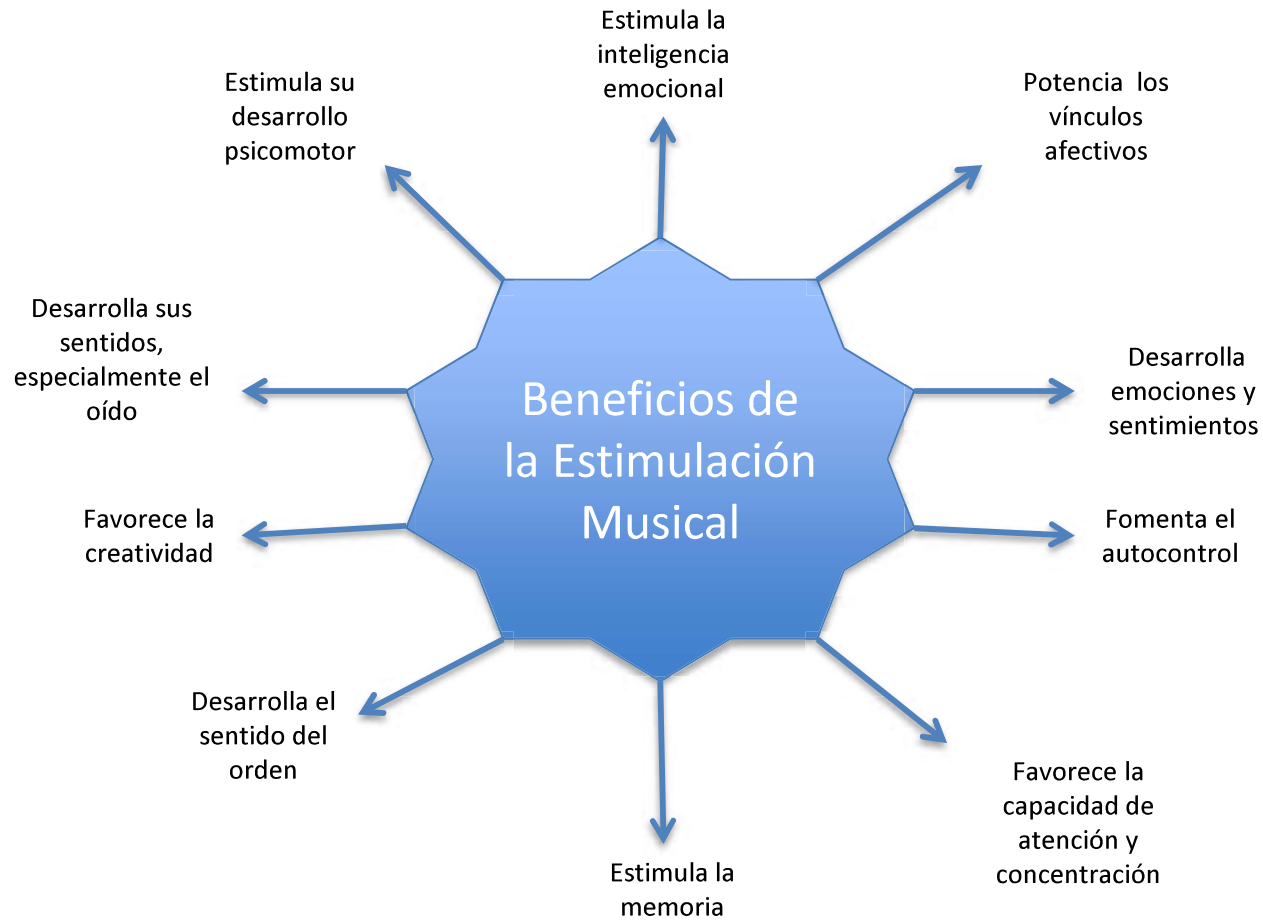 Estimula la
inteligencia
emocional
Estimula su
desarrollo
psicomotor
Potencia  los
vínculos
afectivos
Desarrolla sus
sentidos,
especialmente el
oído
Desarrolla
emociones y
sentimientos
Beneficios de
la Estimulación
Musical
Favorece la
creatividad
Fomenta el
autocontrol
Desarrolla el
sentido del
orden
Favorece la
capacidad de
atención y
concentración
Estimula la
memoria